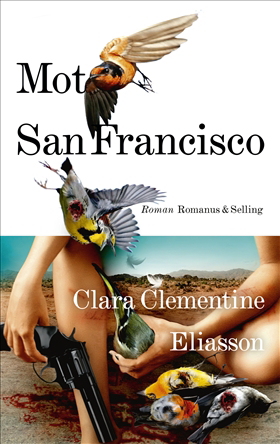 Mot
San Francisco
Roman Romanus & Selling
Clara Clementine
Eliasson